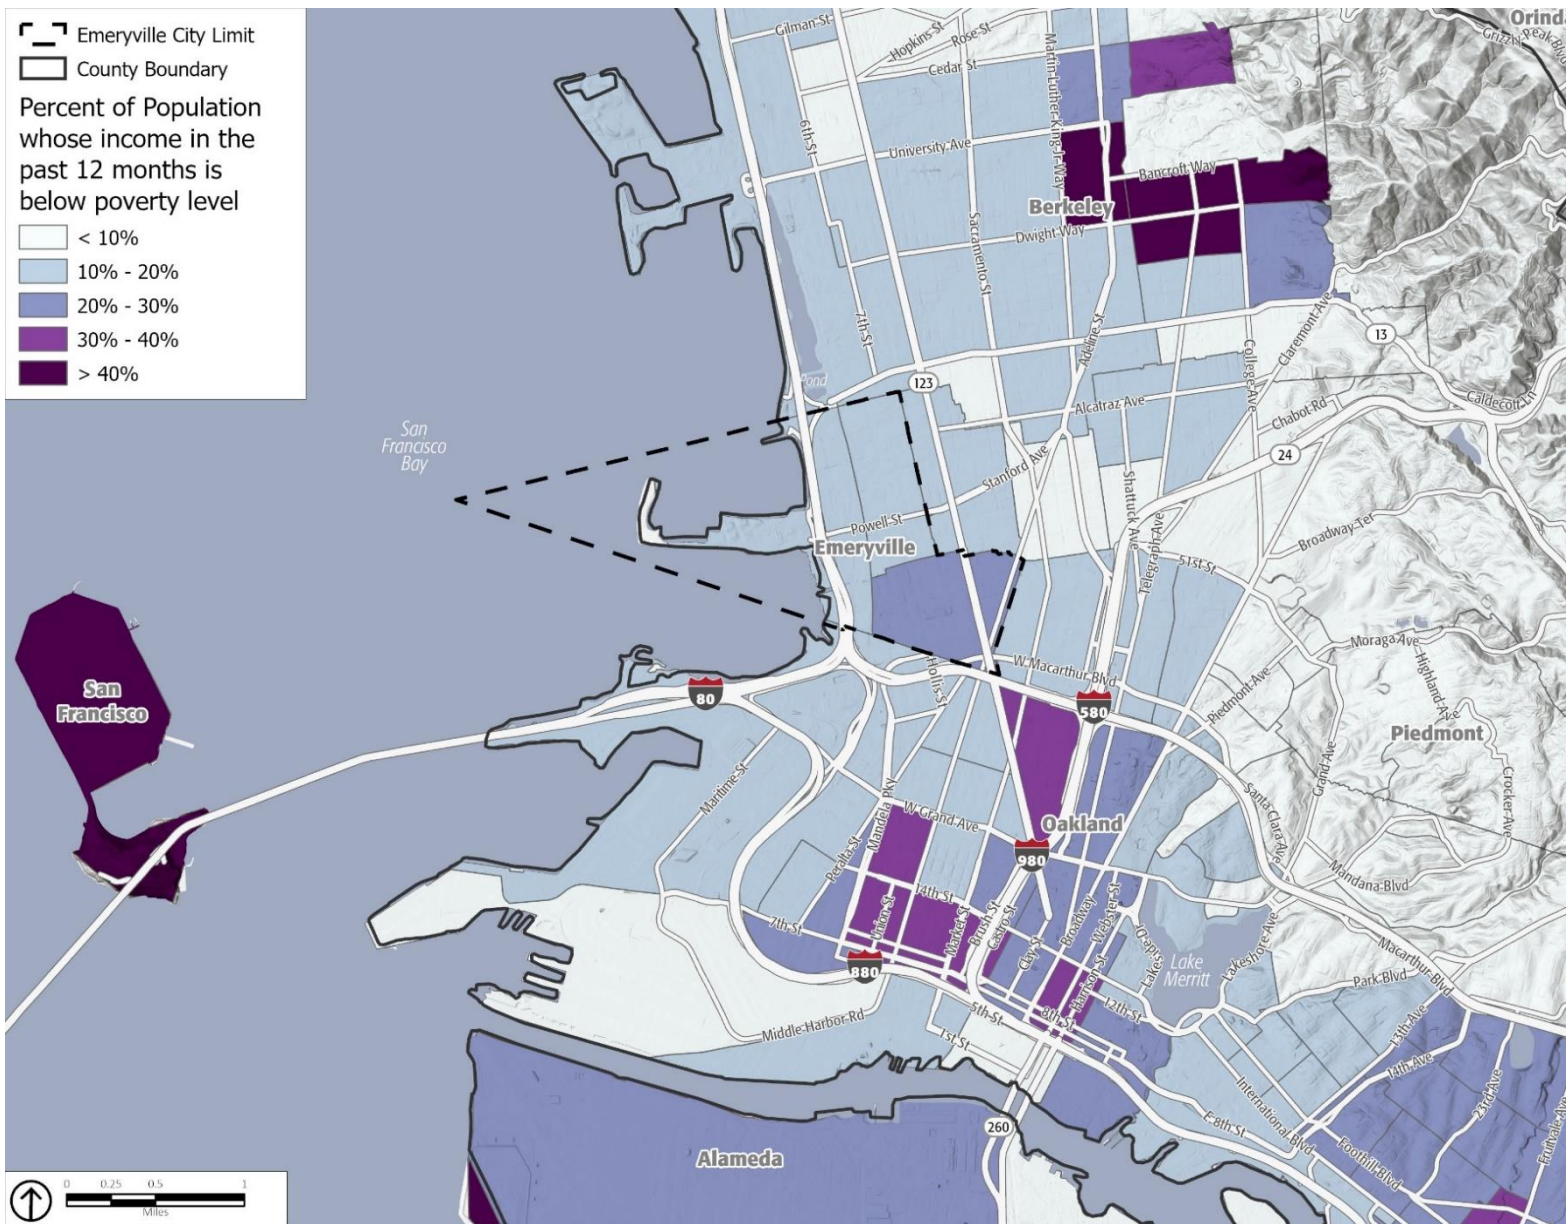 Emeryville City Limit
County Boundary
Percent of Population
whose income in the
past 12 months is
below poverty level
< 10%
10% - 20%
20% - 30%
30% - 40%
> 40%
Orind
Grizzly Peak Blvd
Gilman St
Hopkins St
Rose St
Cedar St
Martin Luther King Jr Way
6th St
University Ave
Bancroft Way
Berkeley
Dwight Way
Sacramento St
7th St
Adeline St
College Ave
Claremont Ave
13
Pond
123
Alcatraz Ave
Chabot Rd
Caldecott Ln
24
San
Francisco
Bay
Stanford Ave
Shattuck Ave
Telegraph Ave
Powell St
Emeryville
Broadway Ter
51st St
Moraga Ave
Highland Ave
Hollis St
W Macarthur Blvd
Piedmont Ave
San
Francisco
80
580
Piedmont
Grand Ave
Crocker Ave
Maritime St
Mandela Pky
W Grand Ave
Oakland
Santa Clara Ave
Peralta St
980
Mandana Blvd
14th St
Union St
7th St
Market St
Brush St
Castro St
Clay St
Broadway
Webster St
Harrison St
Lake
Merritt
Lakeshore Ave
Macarthur Blvd
Park Blvd
880
12th St
8th St
5th St
1st St
Middle Harbor Rd
13th Ave
14th Ave
23rd Ave
Fruitvale Ave
International Blvd
E 8th St
Foothill Blvd
260
Alameda
0 0.25 0.5 1
Miles